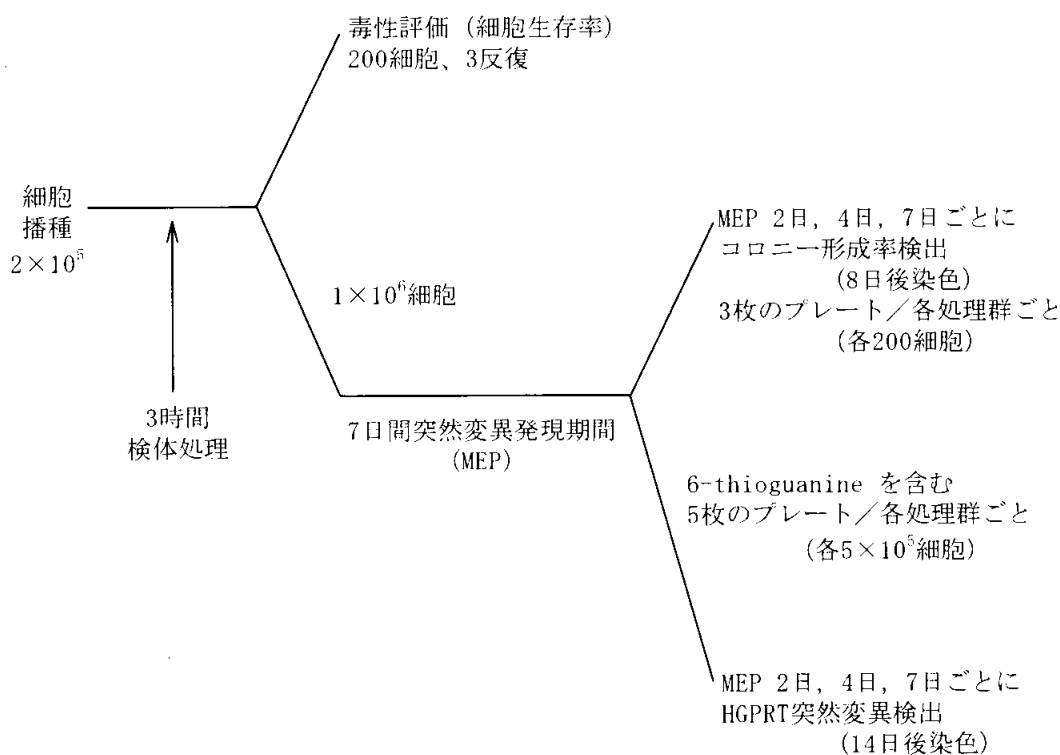 毒性評価 (細胞生存率)
200細胞、3反復
細胞
播種
2×10⁵
3時間
検体処理
1×10⁶細胞
7日間突然変異発現期間
(MEP)
MEP 2日, 4日, 7日ごとに
コロニー形成率検出
(8日後染色)
3枚のプレート／各処理群ごと
(各200細胞)
6-thioguanine を含む
5枚のプレート／各処理群ごと
(各5×10⁵細胞)
MEP 2日, 4日, 7日ごとに
HGPRT突然変異検出
(14日後染色)